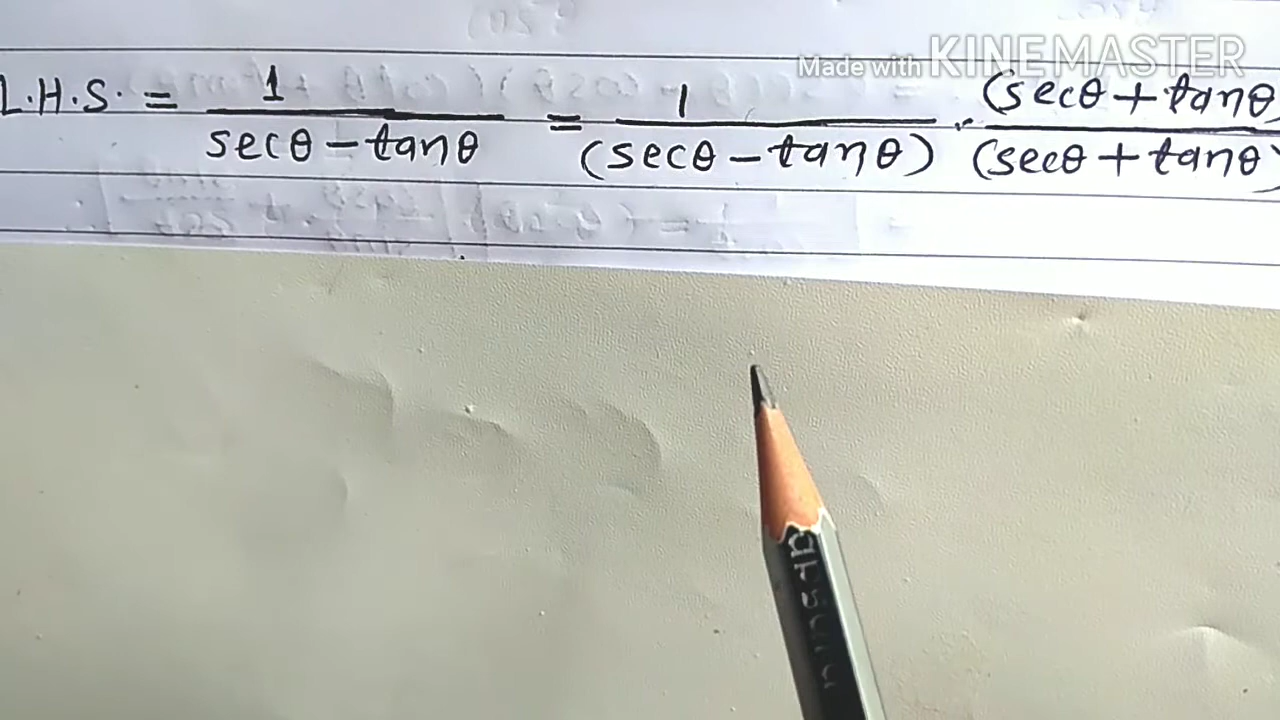 Made with KINEMASTER
L.H.S. = 1 / secθ - tanθ = 1 / (secθ - tanθ) . (secθ + tanθ) / (secθ + tanθ)